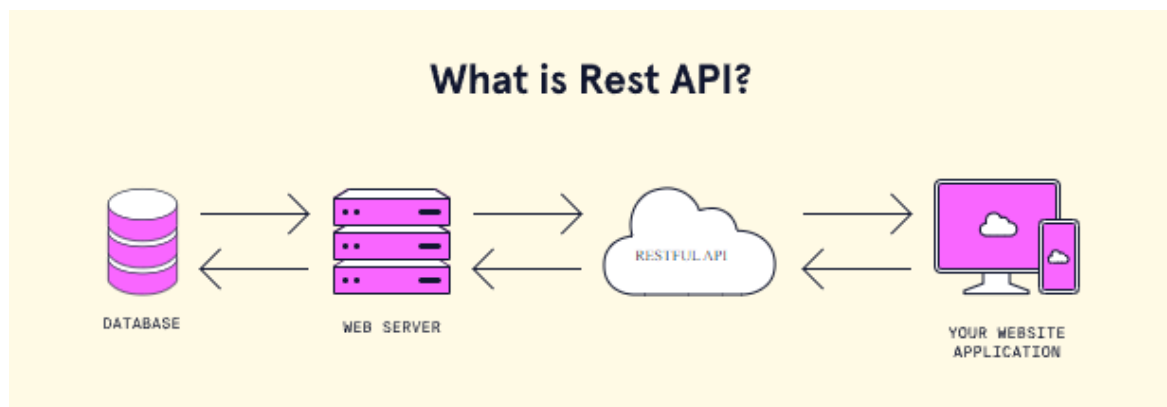 What is Rest API?
RESTFUL API
DATABASE
WEB SERVER
YOUR WEBSITE
APPLICATION